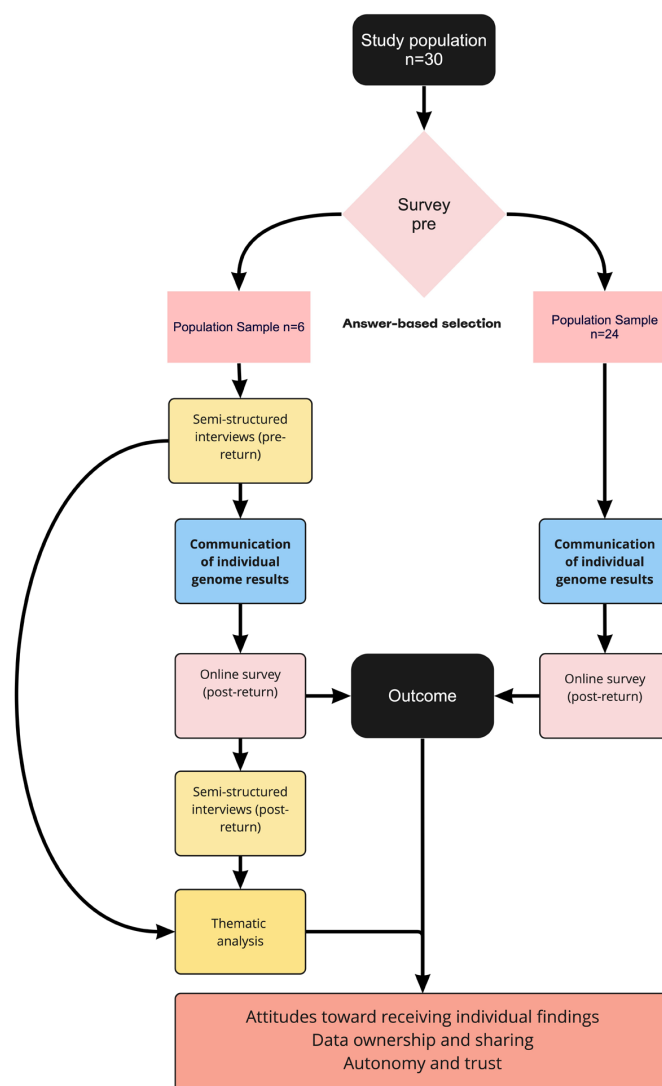 Study population
n=30
Survey
pre
Population Sample n=6
Answer-based selection
Population Sample
n=24
Semi-structured
interviews (pre-
return)
Communication
of individual
genome results
Communication
of individual
genome results
Online survey
(post-return)
Outcome
Online survey
(post-return)
Semi-structured
interviews (post-
return)
Thematic
analysis
Attitudes toward receiving individual findings
Data ownership and sharing
Autonomy and trust